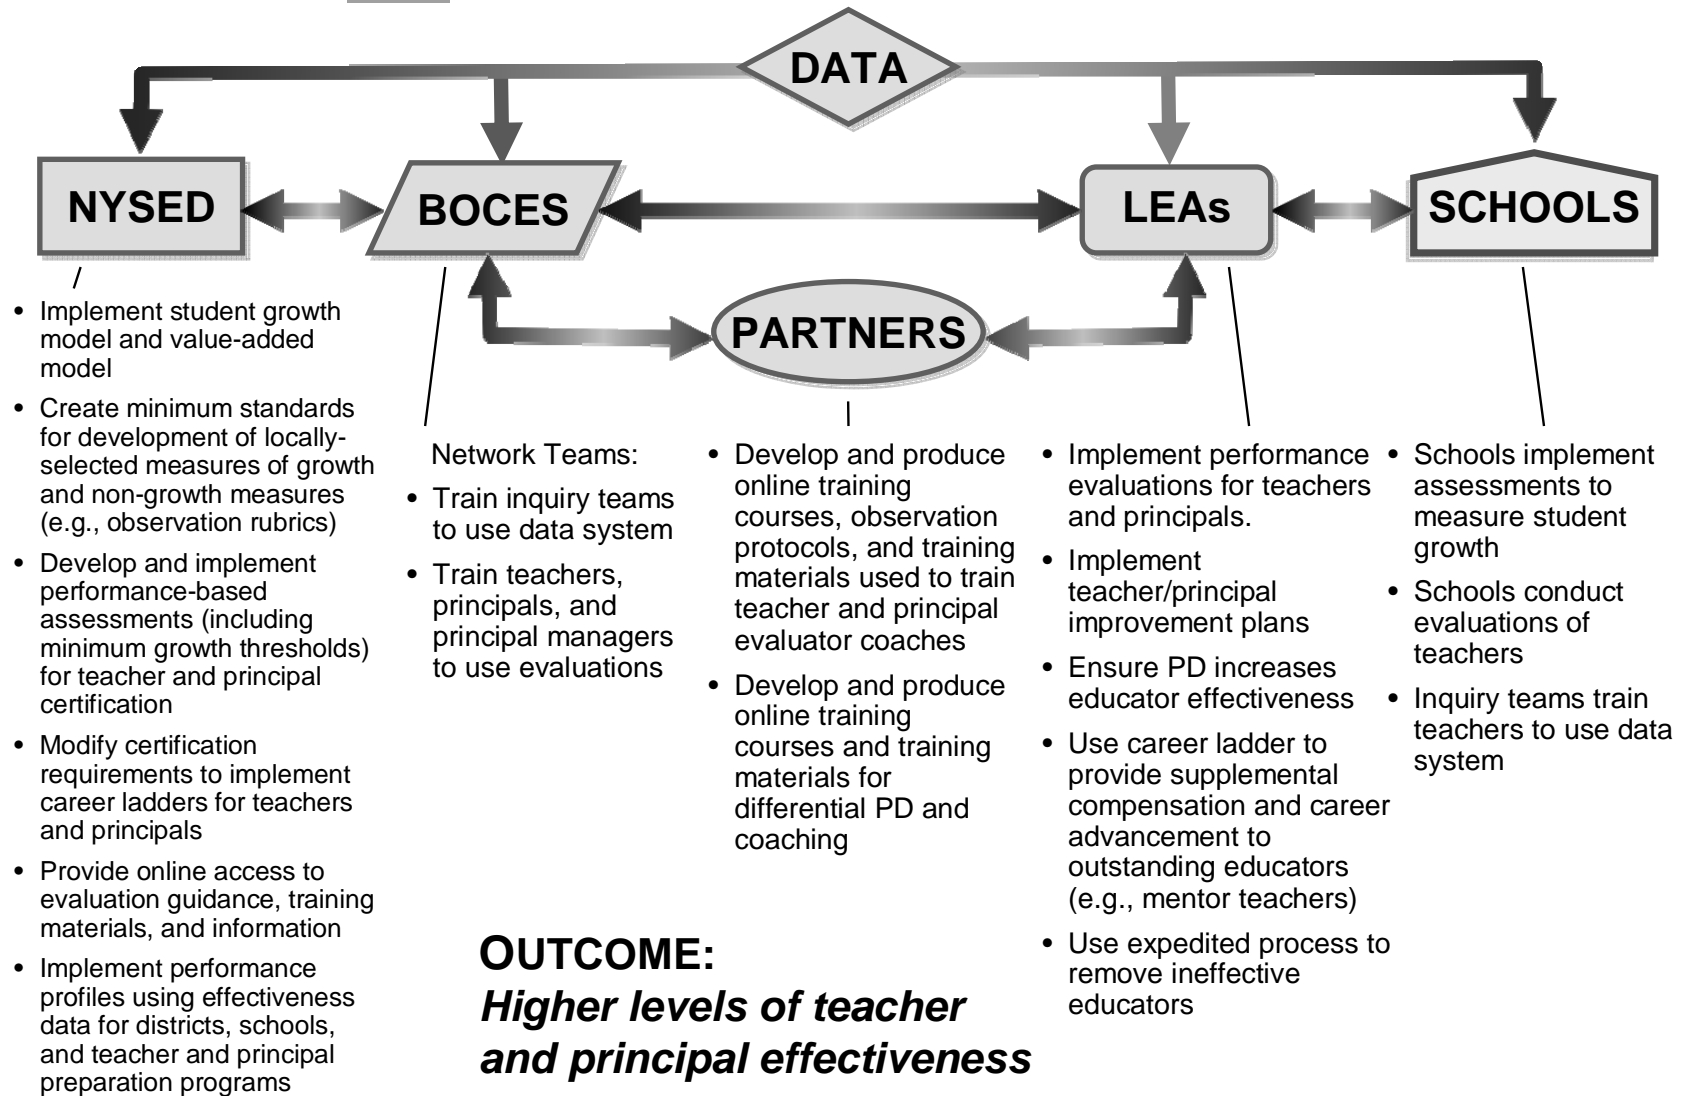 DATA
NYSED
BOCES
LEAs
SCHOOLS
PARTNERS
• Implement student growth
model and value-added
model
• Create minimum standards
for development of locally-
selected measures of growth
and non-growth measures
(e.g., observation rubrics)
• Develop and implement
performance-based
assessments (including
minimum growth thresholds)
for teacher and principal
certification
• Modify certification
requirements to implement
career ladders for teachers
and principals
• Provide online access to
evaluation guidance, training
materials, and information
• Implement performance
profiles using effectiveness
data for districts, schools,
and teacher and principal
preparation programs
Network Teams:
• Train inquiry teams
to use data system
• Train teachers,
principals, and
principal managers
to use evaluations
• Develop and produce
online training
courses, observation
protocols, and training
materials used to train
teacher and principal
evaluator coaches
• Develop and produce
online training
courses and training
materials for
differential PD and
coaching
• Implement performance
evaluations for teachers
and principals.
• Implement
teacher/principal
improvement plans
• Ensure PD increases
educator effectiveness
• Use career ladder to
provide supplemental
compensation and career
advancement to
outstanding educators
(e.g., mentor teachers)
• Use expedited process to
remove ineffective
educators
• Schools implement
assessments to
measure student
growth
• Schools conduct
evaluations of
teachers
• Inquiry teams train
teachers to use data
system
OUTCOME:
Higher levels of teacher
and principal effectiveness